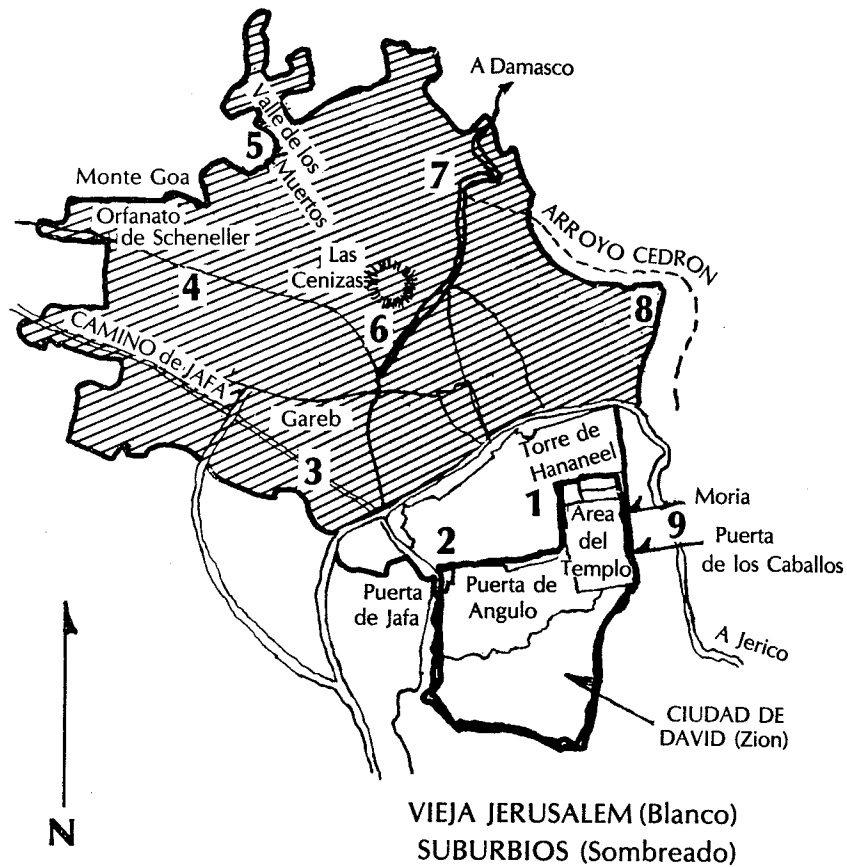 A Damasco
Valle de los
Muertos
5
7
Monte Goa
Orfanato
de Scheneller
ARROYO CEDRON
Las
Cenizas
4
6
8
CAMINO de JAFA
Gareb
3
Torre de
Hananeel
1
Area
del
Templo
Moria
9
Puerta
de los Caballos
2
Puerta
de Jafa
Puerta de
Angulo
A Jerico
CIUDAD DE
DAVID (Zion)
N
VIEJA JERUSALEM (Blanco)
SUBURBIOS (Sombreado)